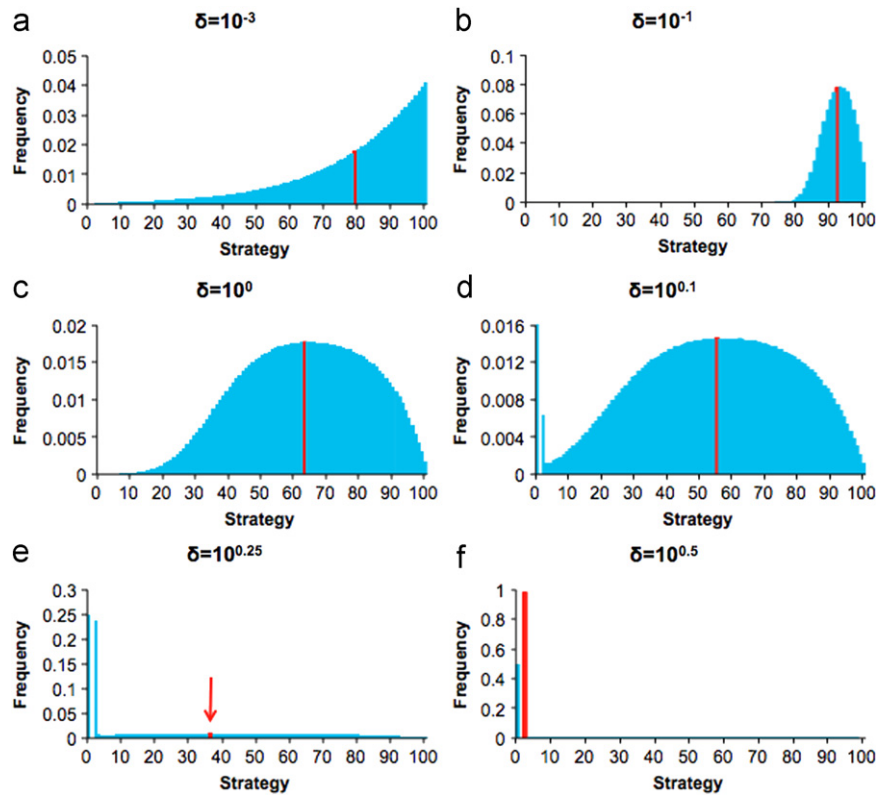 a
δ=10⁻³
0.05
0.04
0.03
0.02
0.01
0
Frequency
0 10 20 30 40 50 60 70 80 90 100
Strategy
b
δ=10⁻¹
0.1
0.08
0.06
0.04
0.02
0
Frequency
0 10 20 30 40 50 60 70 80 90 100
Strategy
c
δ=10⁰
0.02
0.015
0.01
0.005
0
Frequency
0 10 20 30 40 50 60 70 80 90 100
Strategy
d
δ=10⁰·¹
0.016
0.012
0.008
0.004
0
Frequency
0 10 20 30 40 50 60 70 80 90 100
Strategy
e
δ=10⁰·²⁵
0.3
0.25
0.2
0.15
0.1
0.05
0
Frequency
0 10 20 30 40 50 60 70 80 90 100
Strategy
f
δ=10⁰·⁵
1
0.8
0.6
0.4
0.2
0
Frequency
0 10 20 30 40 50 60 70 80 90 100
Strategy